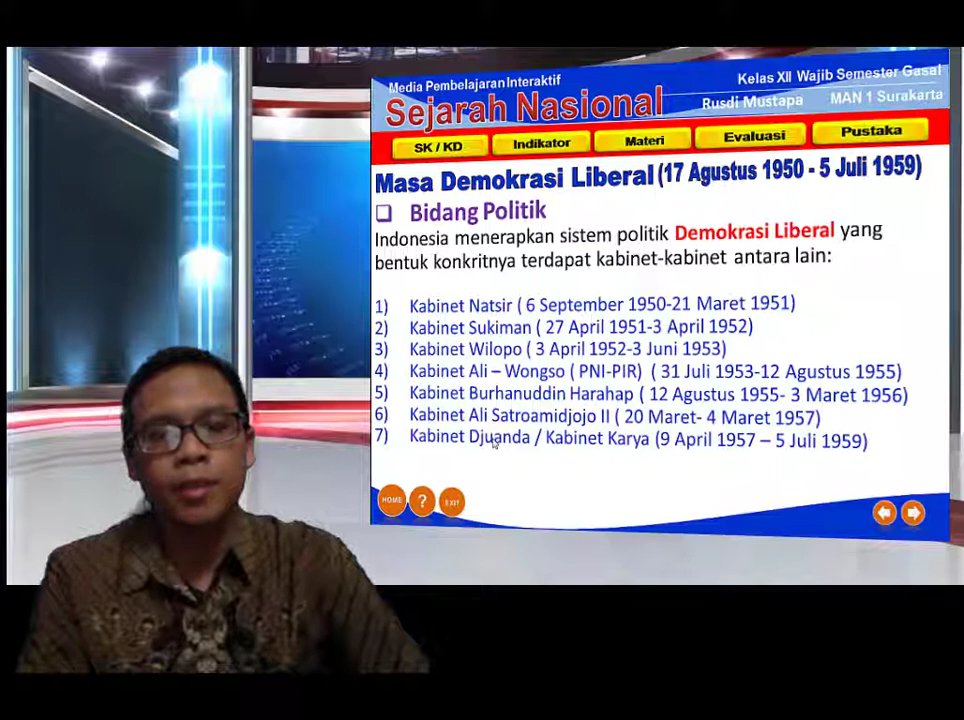 Media Pembelajaran Interaktif
Sejarah Nasional
Kelas XII Wajib Semester Gasal
Rusdi Mustapa MAN 1 Surakarta
SK / KD Indikator Materi Evaluasi Pustaka
Masa Demokrasi Liberal (17 Agustus 1950 - 5 Juli 1959)
❑ Bidang Politik
Indonesia menerapkan sistem politik Demokrasi Liberal yang
bentuk konkritnya terdapat kabinet-kabinet antara lain:
1) Kabinet Natsir ( 6 September 1950-21 Maret 1951)
2) Kabinet Sukiman ( 27 April 1951-3 April 1952)
3) Kabinet Wilopo ( 3 April 1952-3 Juni 1953)
4) Kabinet Ali – Wongso ( PNI-PIR) ( 31 Juli 1953-12 Agustus 1955)
5) Kabinet Burhanuddin Harahap ( 12 Agustus 1955- 3 Maret 1956)
6) Kabinet Ali Satroamidjojo II ( 20 Maret- 4 Maret 1957)
7) Kabinet Djuanda / Kabinet Karya (9 April 1957 – 5 Juli 1959)
HOME ? EXIT